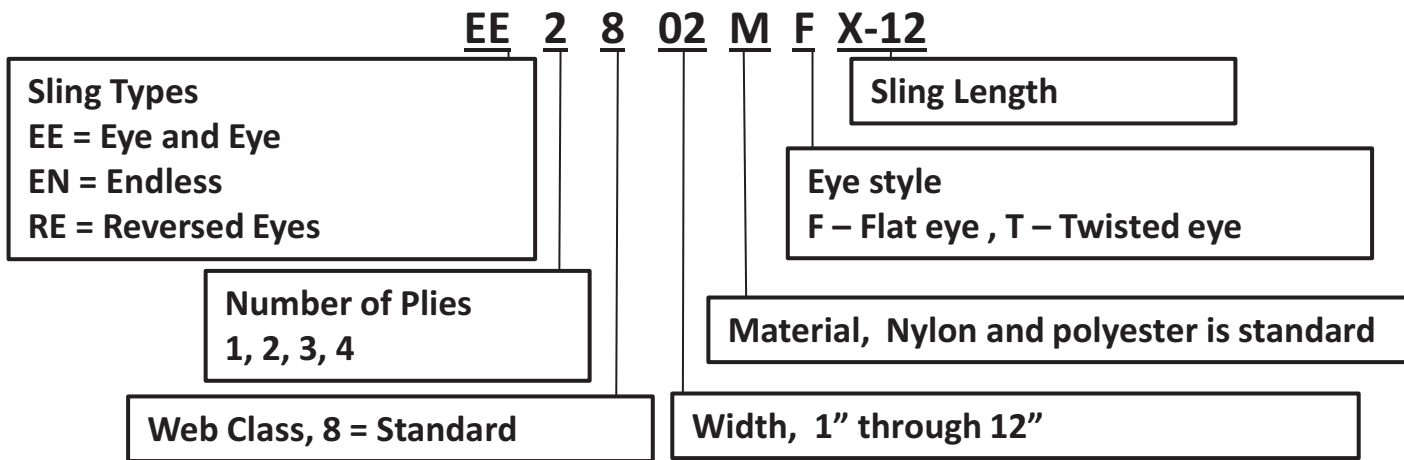 EE 2 8 02 M F X-12
Sling Types
EE = Eye and Eye
EN = Endless
RE = Reversed Eyes
Sling Length
Eye style
F – Flat eye , T – Twisted eye
Number of Plies
1, 2, 3, 4
Material, Nylon and polyester is standard
Web Class, 8 = Standard
Width, 1” through 12”